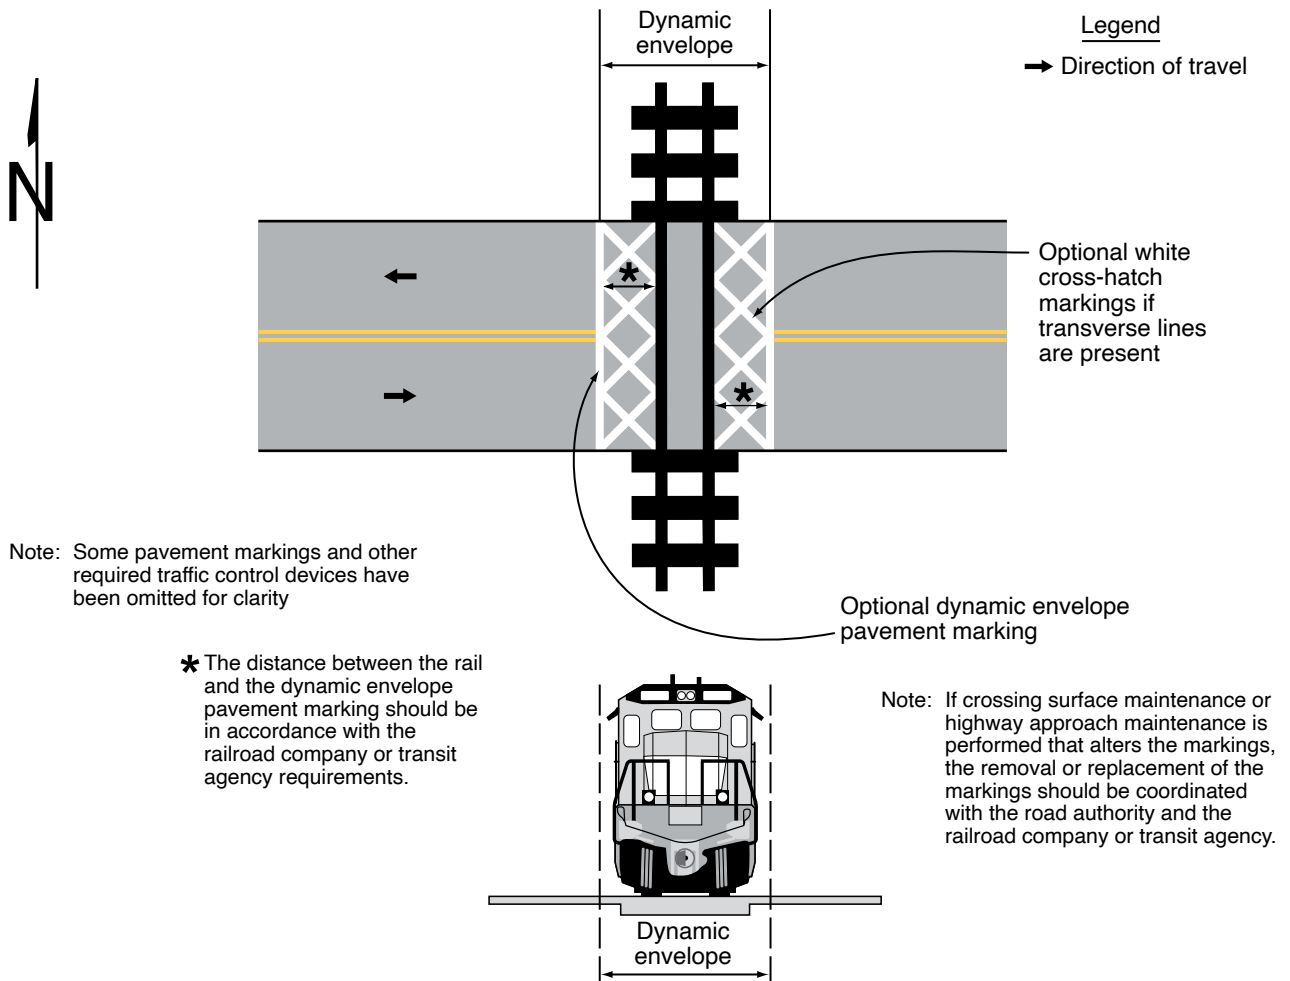 Dynamic
envelope
Legend
Direction of travel
N
Optional white
cross-hatch
markings if
transverse lines
are present
*
*
Note: Some pavement markings and other
required traffic control devices have
been omitted for clarity
Optional dynamic envelope
pavement marking
* The distance between the rail
and the dynamic envelope
pavement marking should be
in accordance with the
railroad company or transit
agency requirements.
Note: If crossing surface maintenance or
highway approach maintenance is
performed that alters the markings,
the removal or replacement of the
markings should be coordinated
with the road authority and the
railroad company or transit agency.
Dynamic
envelope